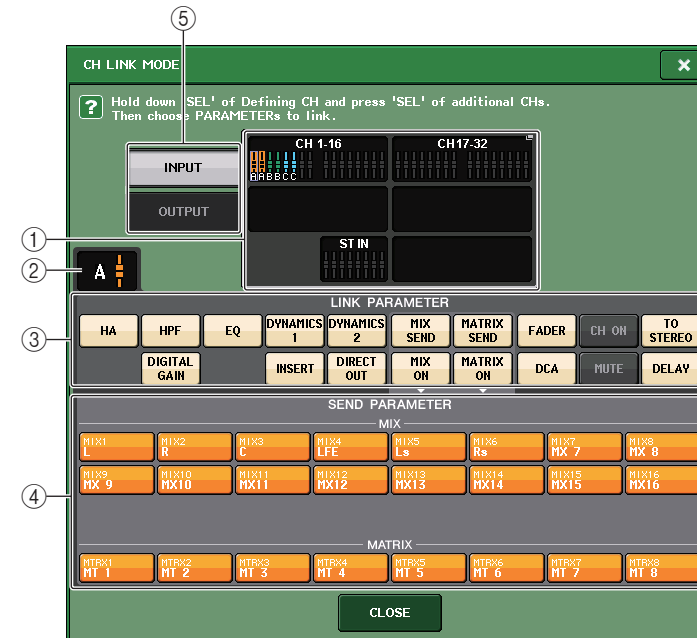 ⑤
CH LINK MODE
×
? Hold down 'SEL' of Defining CH and press 'SEL' of additional CHs.
Then choose PARAMETERs to link.
INPUT
OUTPUT
CH 1-16
CH17-32
AABBCC
ST IN
①
②
A
LINK PARAMETER
③
HA
HPF
EQ
DYNAMICS 1
DYNAMICS 2
MIX SEND
MATRIX SEND
FADER
CH ON
TO STEREO
DIGITAL GAIN
INSERT
DIRECT OUT
MIX ON
MATRIX ON
DCA
MUTE
DELAY
SEND PARAMETER
MIX
④
MIX1 L
MIX2 R
MIX3 C
MIX4 LFE
MIX5 Ls
MIX6 Rs
MIX7 MX 7
MIX8 MX 8
MIX9 MX 9
MIX10 MX10
MIX11 MX11
MIX12 MX12
MIX13 MX13
MIX14 MX14
MIX15 MX15
MIX16 MX16
MATRIX
MTRX1 MT 1
MTRX2 MT 2
MTRX3 MT 3
MTRX4 MT 4
MTRX5 MT 5
MTRX6 MT 6
MTRX7 MT 7
MTRX8 MT 8
CLOSE